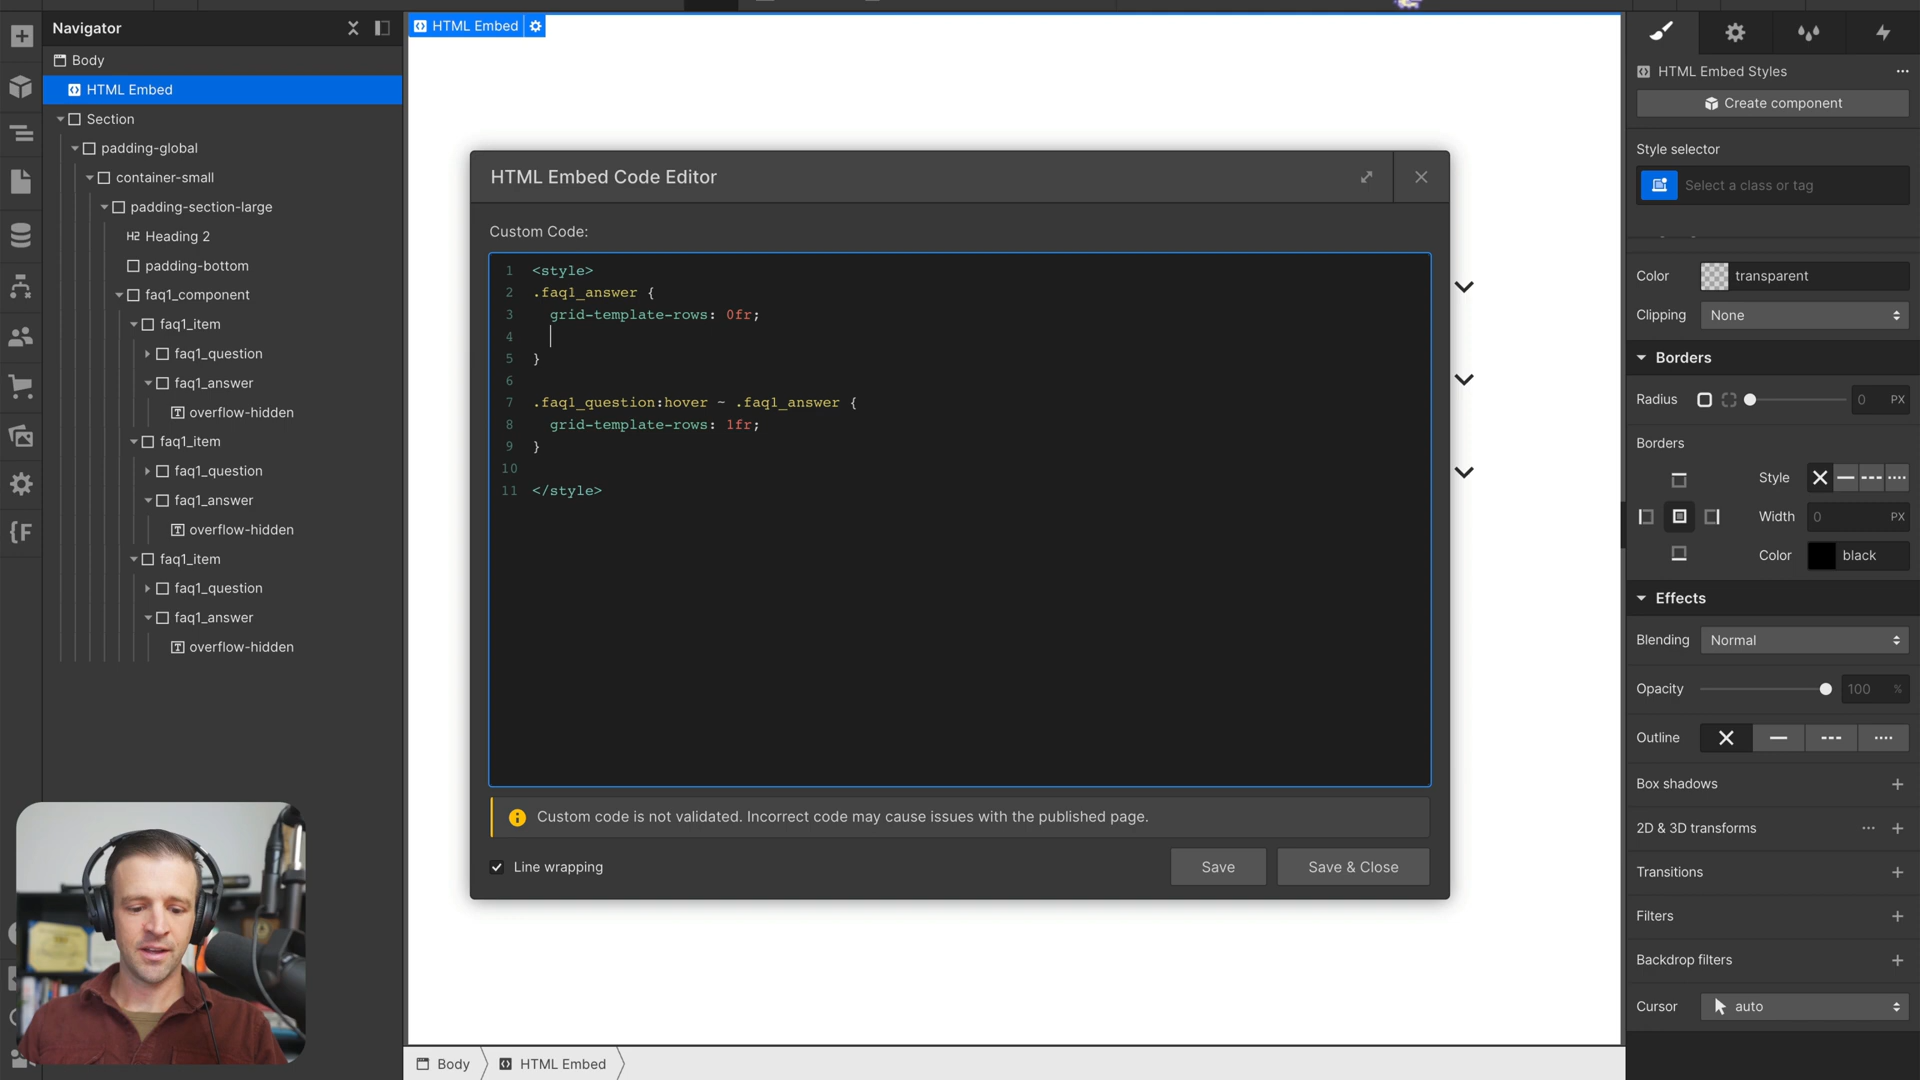 Navigator
Body
HTML Embed
Section
padding-global
container-small
padding-section-large
H2 Heading 2
padding-bottom
faq1_component
faq1_item
faq1_question
faq1_answer
overflow-hidden
faq1_item
faq1_question
faq1_answer
overflow-hidden
faq1_item
faq1_question
faq1_answer
overflow-hidden
HTML Embed
HTML Embed Code Editor
Custom Code:
1 <style>
2 .faq1_answer {
3 grid-template-rows: 0fr;
4
5 }
6
7 .faq1_question:hover ~ .faq1_answer {
8 grid-template-rows: 1fr;
9 }
10
11 </style>
Custom code is not validated. Incorrect code may cause issues with the published page.
Line wrapping
Save
Save & Close
Body
HTML Embed
HTML Embed Styles
Create component
Style selector
Select a class or tag
Color transparent
Clipping None
Borders
Radius 0 PX
Borders
Style
Width 0 PX
Color black
Effects
Blending Normal
Opacity 100 %
Outline
Box shadows
2D & 3D transforms
Transitions
Filters
Backdrop filters
Cursor auto